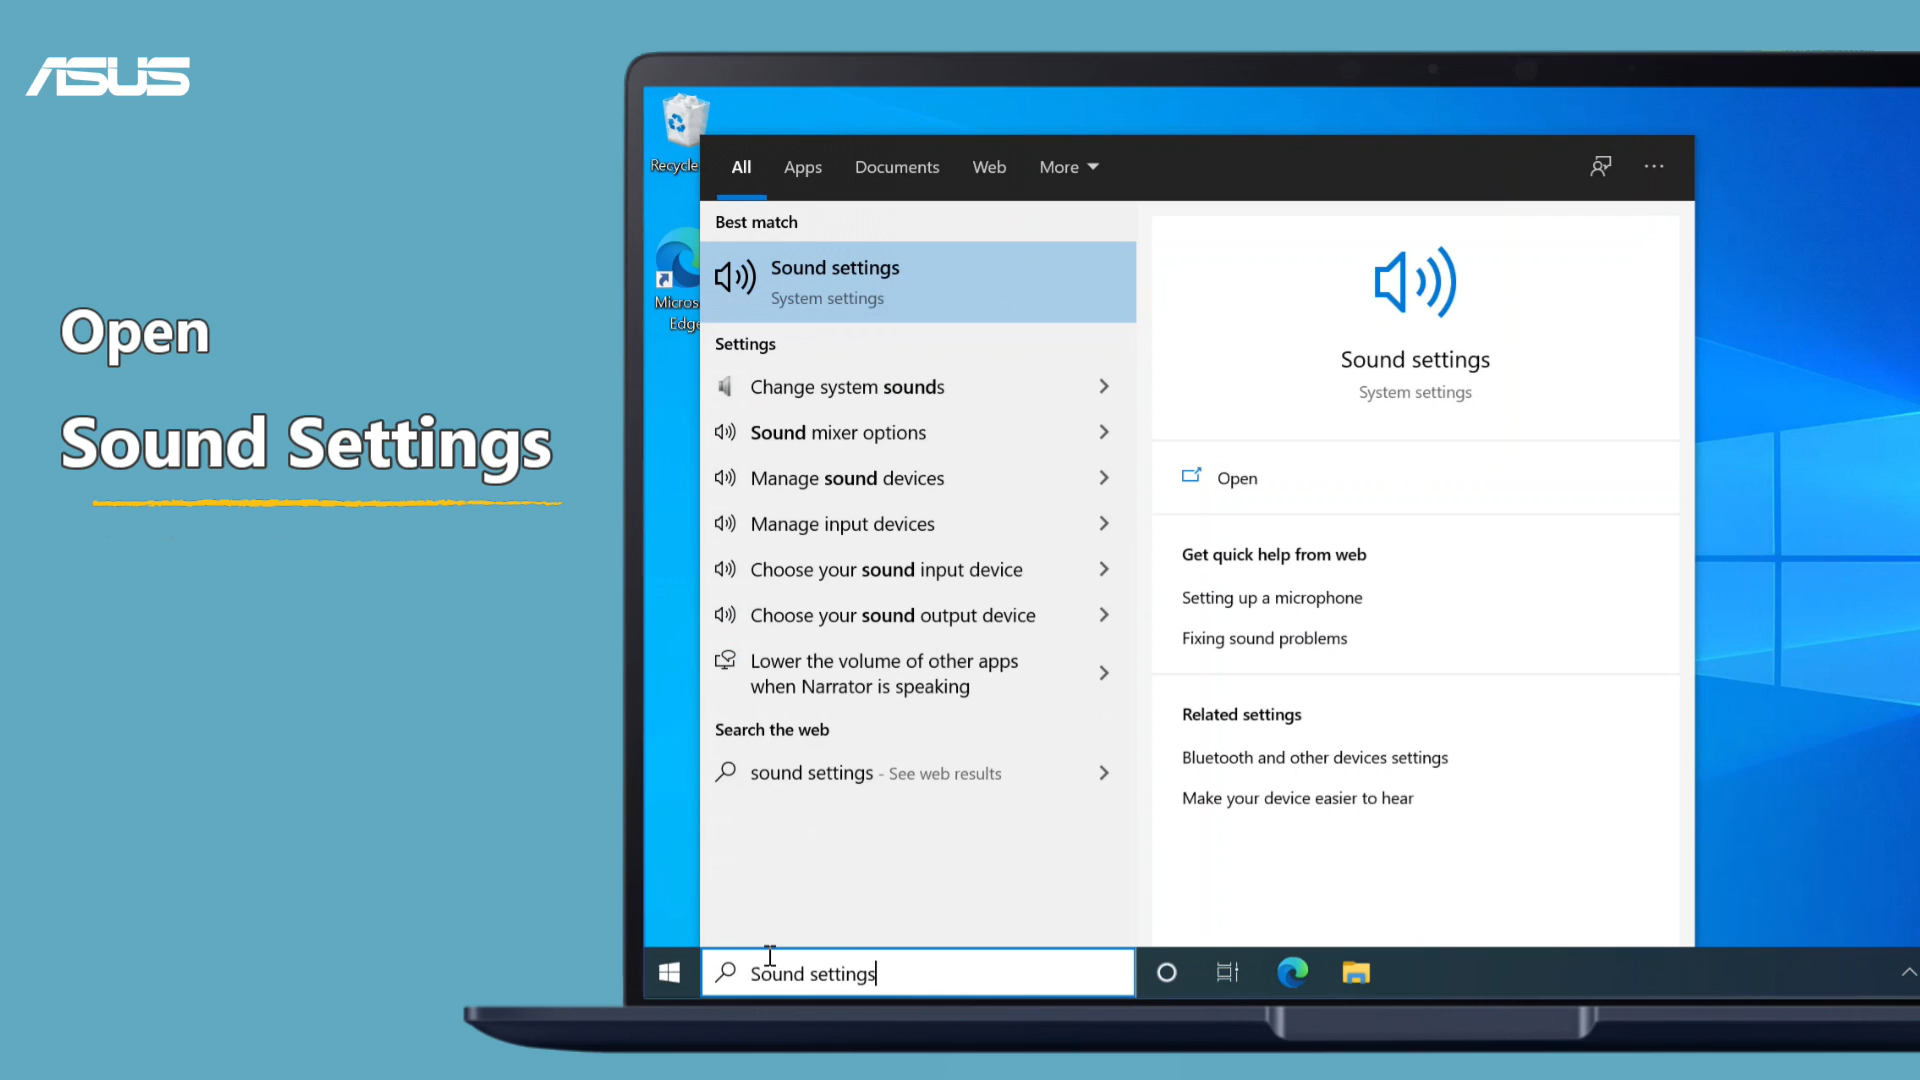 ASUS
Open
Sound Settings
Recycle
Micros
Edge
All Apps Documents Web More
Best match
Sound settings
System settings
Settings
Change system sounds
Sound mixer options
Manage sound devices
Manage input devices
Choose your sound input device
Choose your sound output device
Lower the volume of other apps
when Narrator is speaking
Search the web
sound settings - See web results
Sound settings
System settings
Open
Get quick help from web
Setting up a microphone
Fixing sound problems
Related settings
Bluetooth and other devices settings
Make your device easier to hear
Sound settings